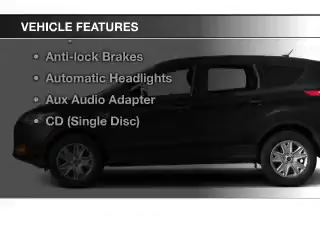 VEHICLE FEATURES
• Anti-lock Brakes
• Automatic Headlights
• Aux Audio Adapter
• CD (Single Disc)